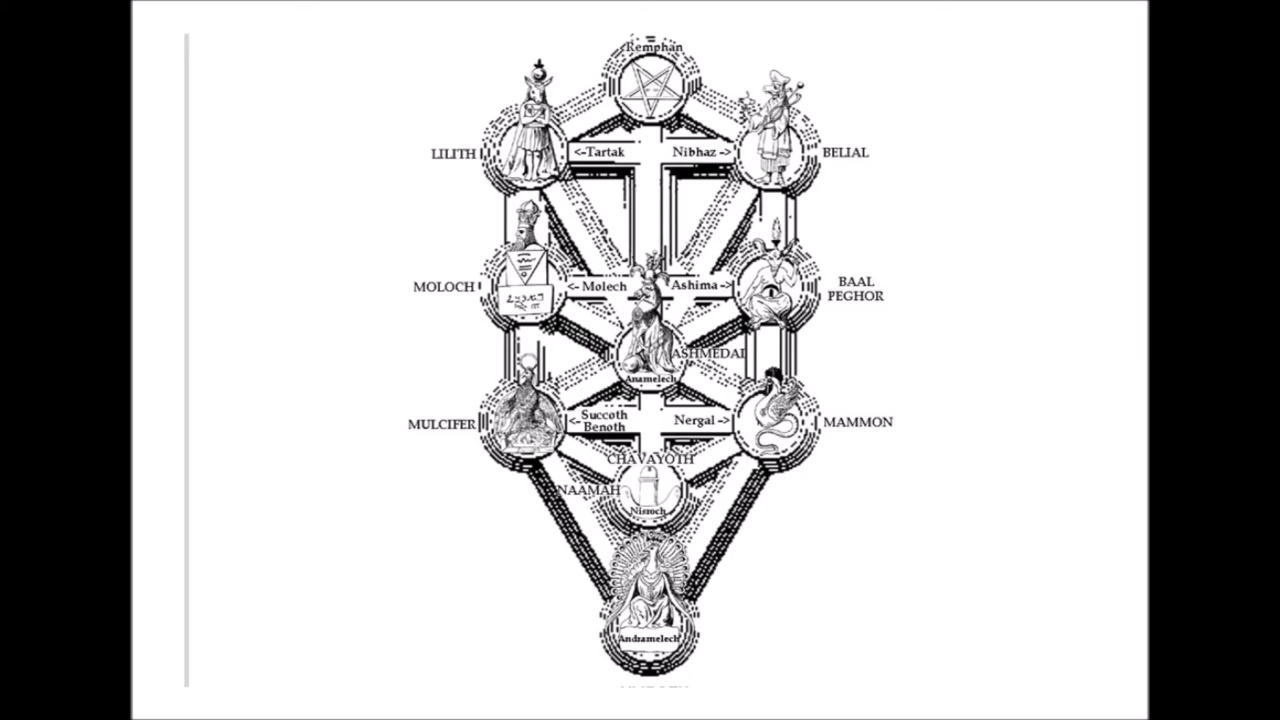 Remphan
LILITH
<-Tartak
Nibhaz ->
BELIAL
MOLOCH
<- Molech
Ashima ->
BAAL
PEGHOR
ASHMEDAI
Anamelech
MULCIFER
<- Succoth
Benoth
Nergal ->
MAMMON
CHAVAYOTH
NAAMAH
Nisroch
Andramelech